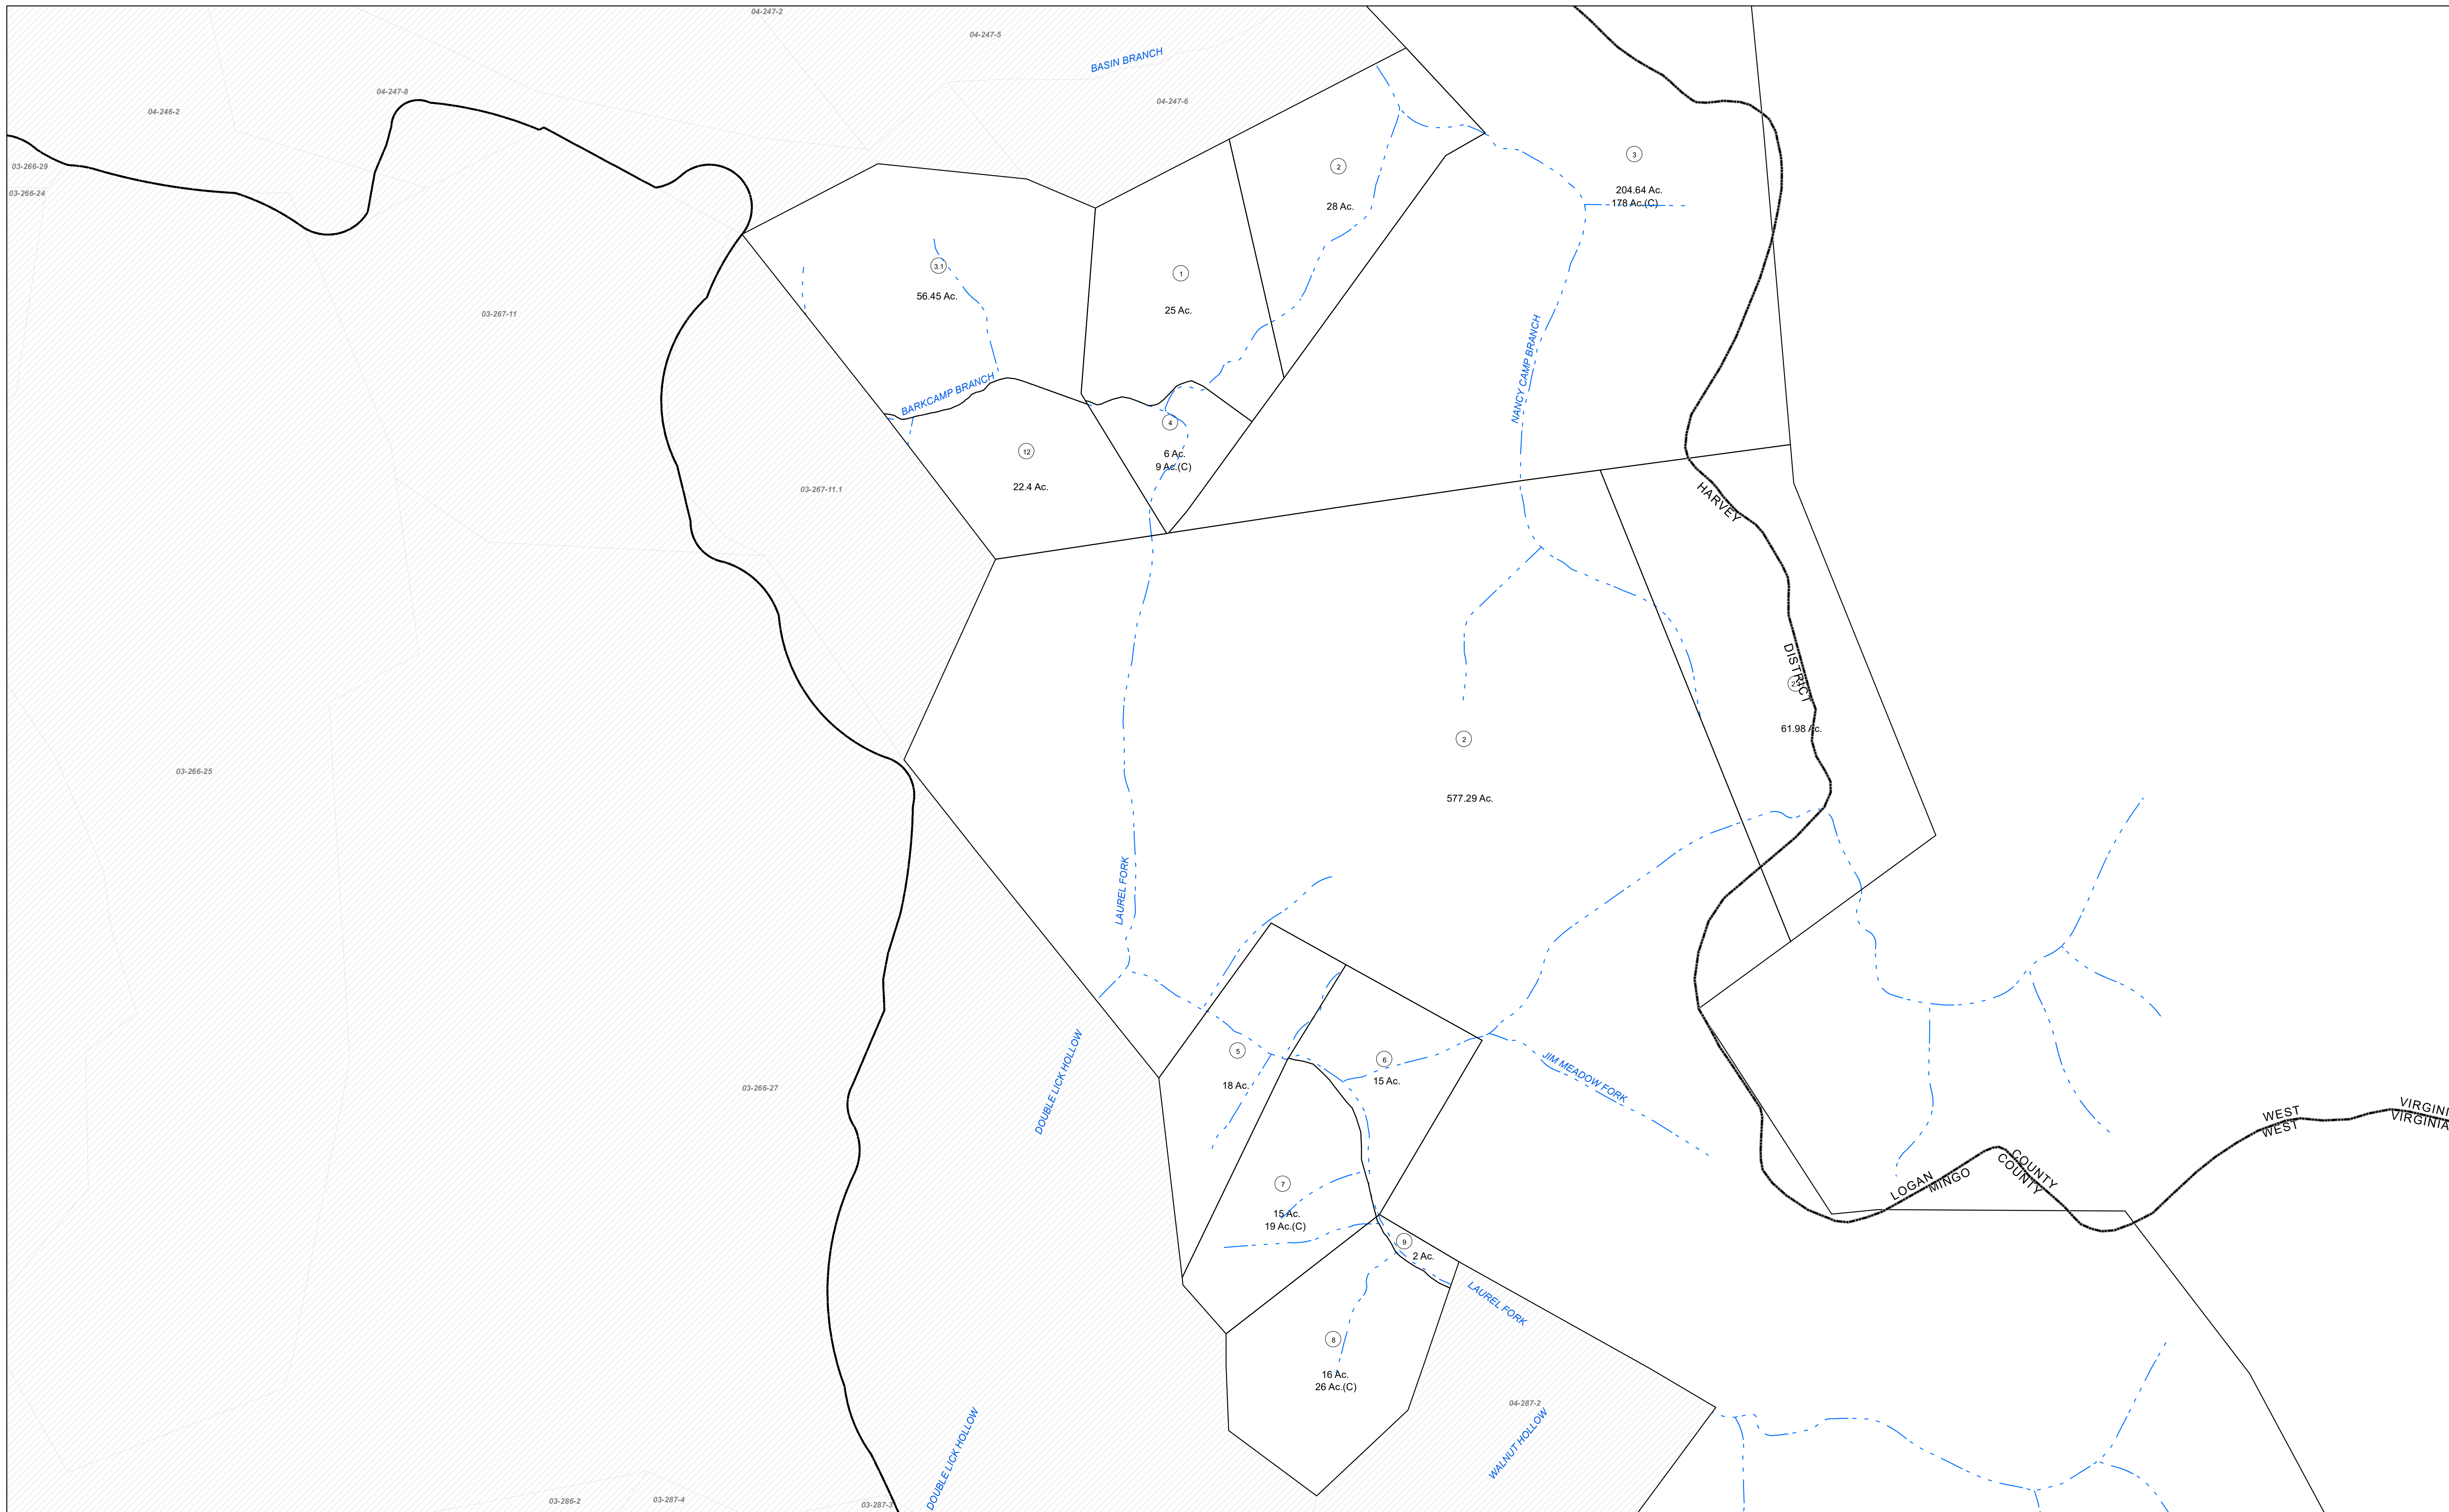 04-247-2
04-247-5
BASIN BRANCH
04-247-8
04-247-6
04-246-2
03-266-29
03-266-24
2
28 Ac.
3
204.64 Ac.
178 Ac.(C)
3.1
56.45 Ac.
1
25 Ac.
03-267-11
NANCY CAMP BRANCH
BARKCAMP BRANCH
4
6 Ac.
9 Ac.(C)
12
22.4 Ac.
03-267-11.1
HARVEY
DISTRICT
61.98 Ac.
2
577.29 Ac.
03-266-25
LAUREL FORK
5
18 Ac.
6
15 Ac.
DOUBLE LICK HOLLOW
JIM MEADOW FORK
03-266-27
WEST VIRGINI
WEST VIRGINIA
LOGAN COUNTY
MINGO COUNTY
7
15 Ac.
19 Ac.(C)
9
2 Ac.
LAUREL FORK
8
16 Ac.
26 Ac.(C)
04-287-2
WALNUT HOLLOW
DOUBLE LICK HOLLOW
03-286-2
03-287-4
03-287-3